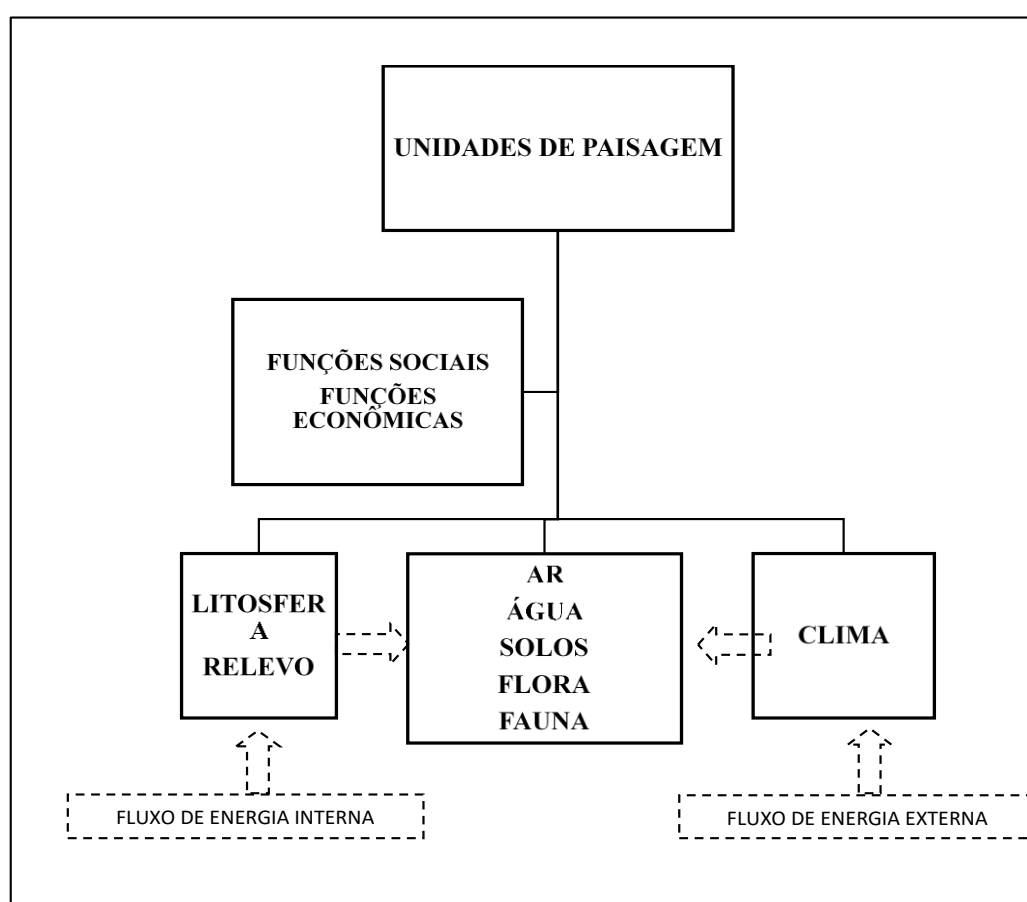 UNIDADES DE PAISAGEM
FUNÇÕES SOCIAIS
FUNÇÕES
ECONÔMICAS
LITOSFER
A
RELEVO
AR
ÁGUA
SOLOS
FLORA
FAUNA
CLIMA
FLUXO DE ENERGIA INTERNA
FLUXO DE ENERGIA EXTERNA